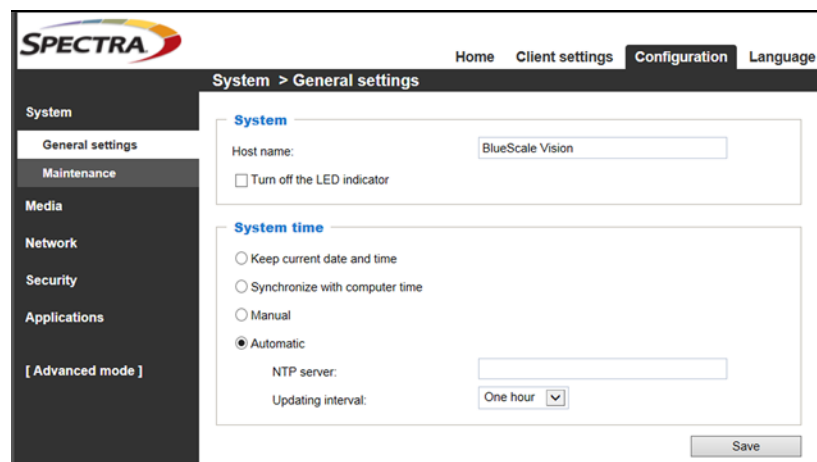 SPECTRA
Home Client settings Configuration Language
System > General settings
System
General settings
Maintenance
Media
Network
Security
Applications
[ Advanced mode ]
System
Host name: BlueScale Vision
Turn off the LED indicator
System time
Keep current date and time
Synchronize with computer time
Manual
Automatic
NTP server:
Updating interval: One hour
Save